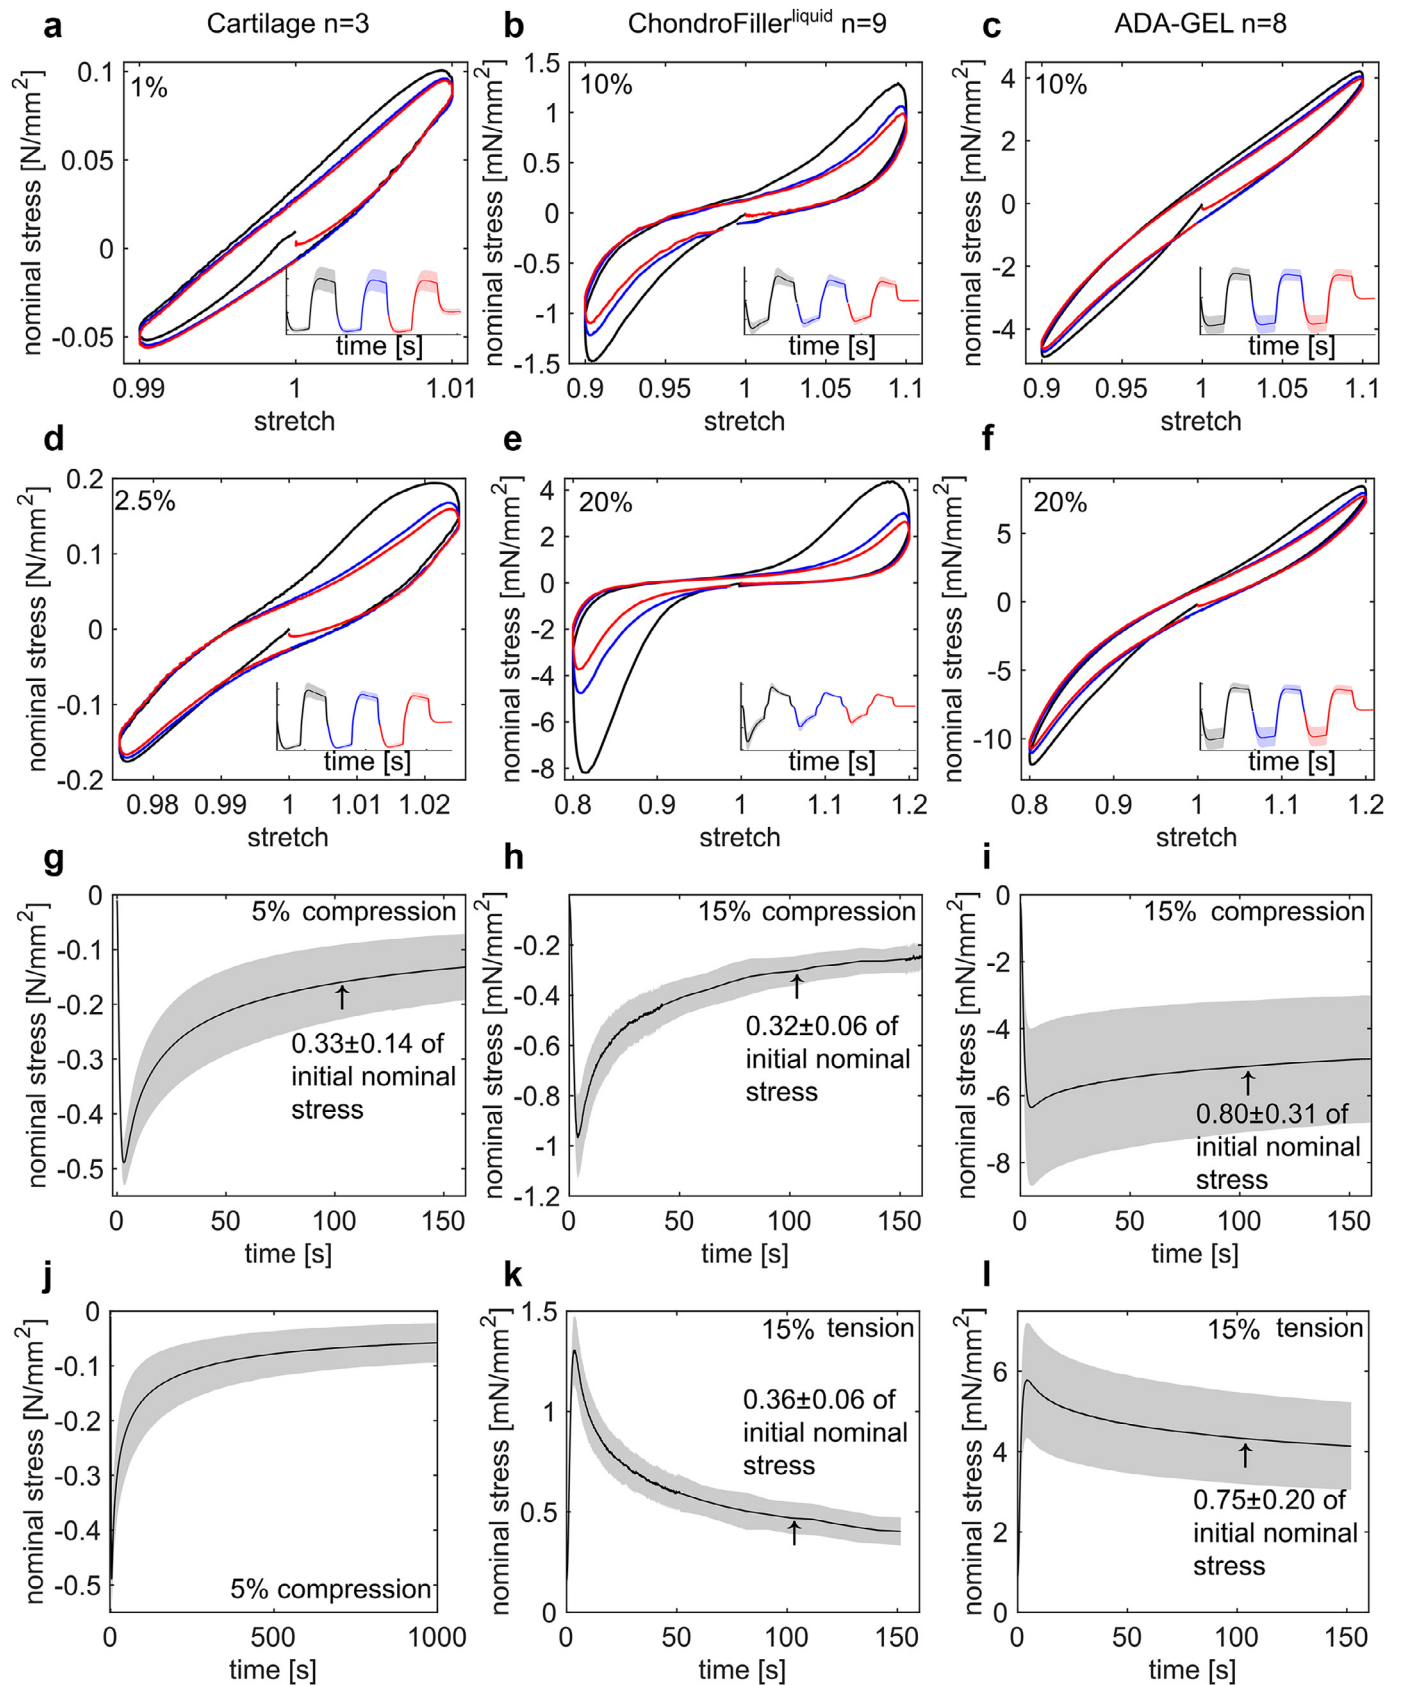 a Cartilage n=3
b ChondroFiller^liquid n=9
c ADA-GEL n=8
nominal stress [N/mm²]
0.1
0.05
0
-0.05
1%
time [s]
0.99 1 1.01
stretch
nominal stress [mN/mm²]
1.5
1
0.5
0
-0.5
-1
-1.5
10%
time [s]
0.9 0.95 1 1.05 1.1
stretch
nominal stress [mN/mm²]
4
2
0
-2
-4
10%
time [s]
0.9 0.95 1 1.05 1.1
stretch
d
nominal stress [N/mm²]
0.2
0.1
0
-0.1
-0.2
2.5%
time [s]
0.98 0.99 1 1.01 1.02
stretch
e
nominal stress [mN/mm²]
4
2
0
-2
-4
-6
-8
20%
time [s]
0.8 0.9 1 1.1 1.2
stretch
f
nominal stress [mN/mm²]
5
0
-5
-10
20%
time [s]
0.8 0.9 1 1.1 1.2
stretch
g
nominal stress [N/mm²]
0
-0.1
-0.2
-0.3
-0.4
-0.5
5% compression
0.33±0.14 of
initial nominal
stress
0 50 100 150
time [s]
h
nominal stress [mN/mm²]
-0.2
-0.4
-0.6
-0.8
-1
-1.2
15% compression
0.32±0.06 of
initial nominal
stress
0 50 100 150
time [s]
i
nominal stress [mN/mm²]
0
-2
-4
-6
-8
15% compression
0.80±0.31 of
initial nominal
stress
0 50 100 150
time [s]
j
nominal stress [N/mm²]
0
-0.1
-0.2
-0.3
-0.4
-0.5
5% compression
0 500 1000
time [s]
k
nominal stress [mN/mm²]
1.5
1
0.5
0
15% tension
0.36±0.06 of
initial nominal
stress
0 50 100 150
time [s]
l
nominal stress [mN/mm²]
6
4
2
0
15% tension
0.75±0.20 of
initial nominal
stress
0 50 100 150
time [s]